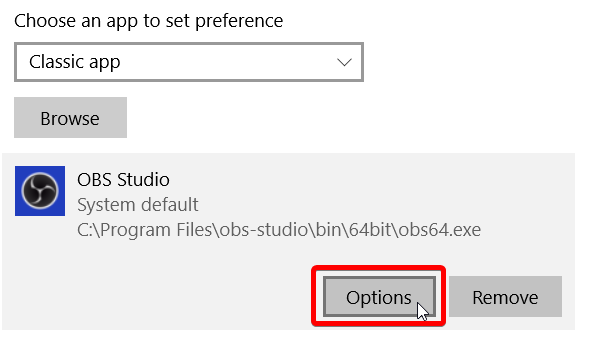 Choose an app to set preference
Classic app
Browse
OBS Studio
System default
C:\Program Files\obs-studio\bin\64bit\obs64.exe
Options Remove